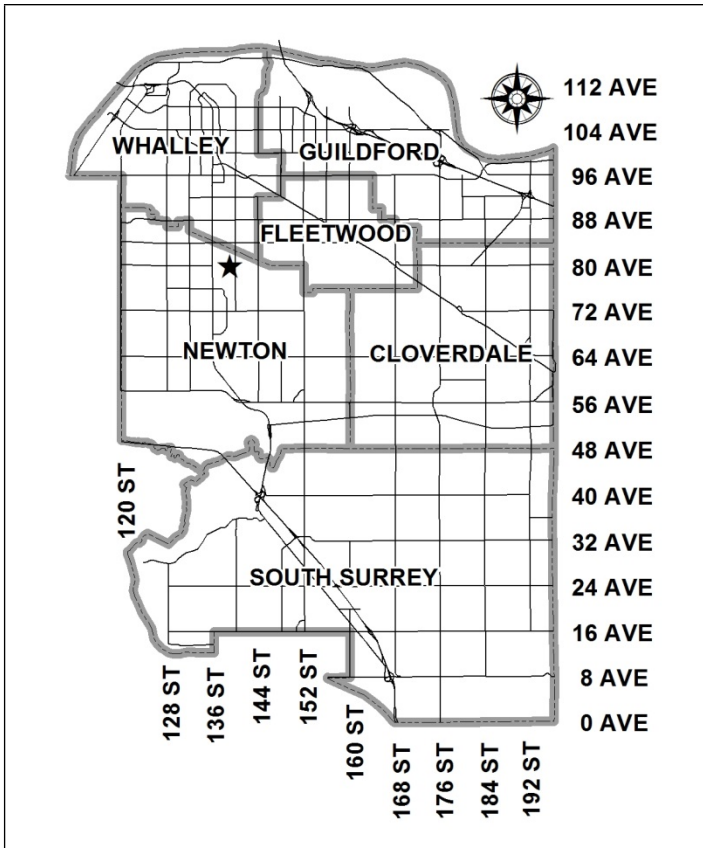 112 AVE
104 AVE
WHALLEY
GUILDFORD
96 AVE
88 AVE
FLEETWOOD
80 AVE
72 AVE
NEWTON
CLOVERDALE
64 AVE
56 AVE
48 AVE
120 ST
40 AVE
32 AVE
SOUTH SURREY
24 AVE
16 AVE
128 ST
136 ST
144 ST
152 ST
160 ST
8 AVE
0 AVE
168 ST
176 ST
184 ST
192 ST